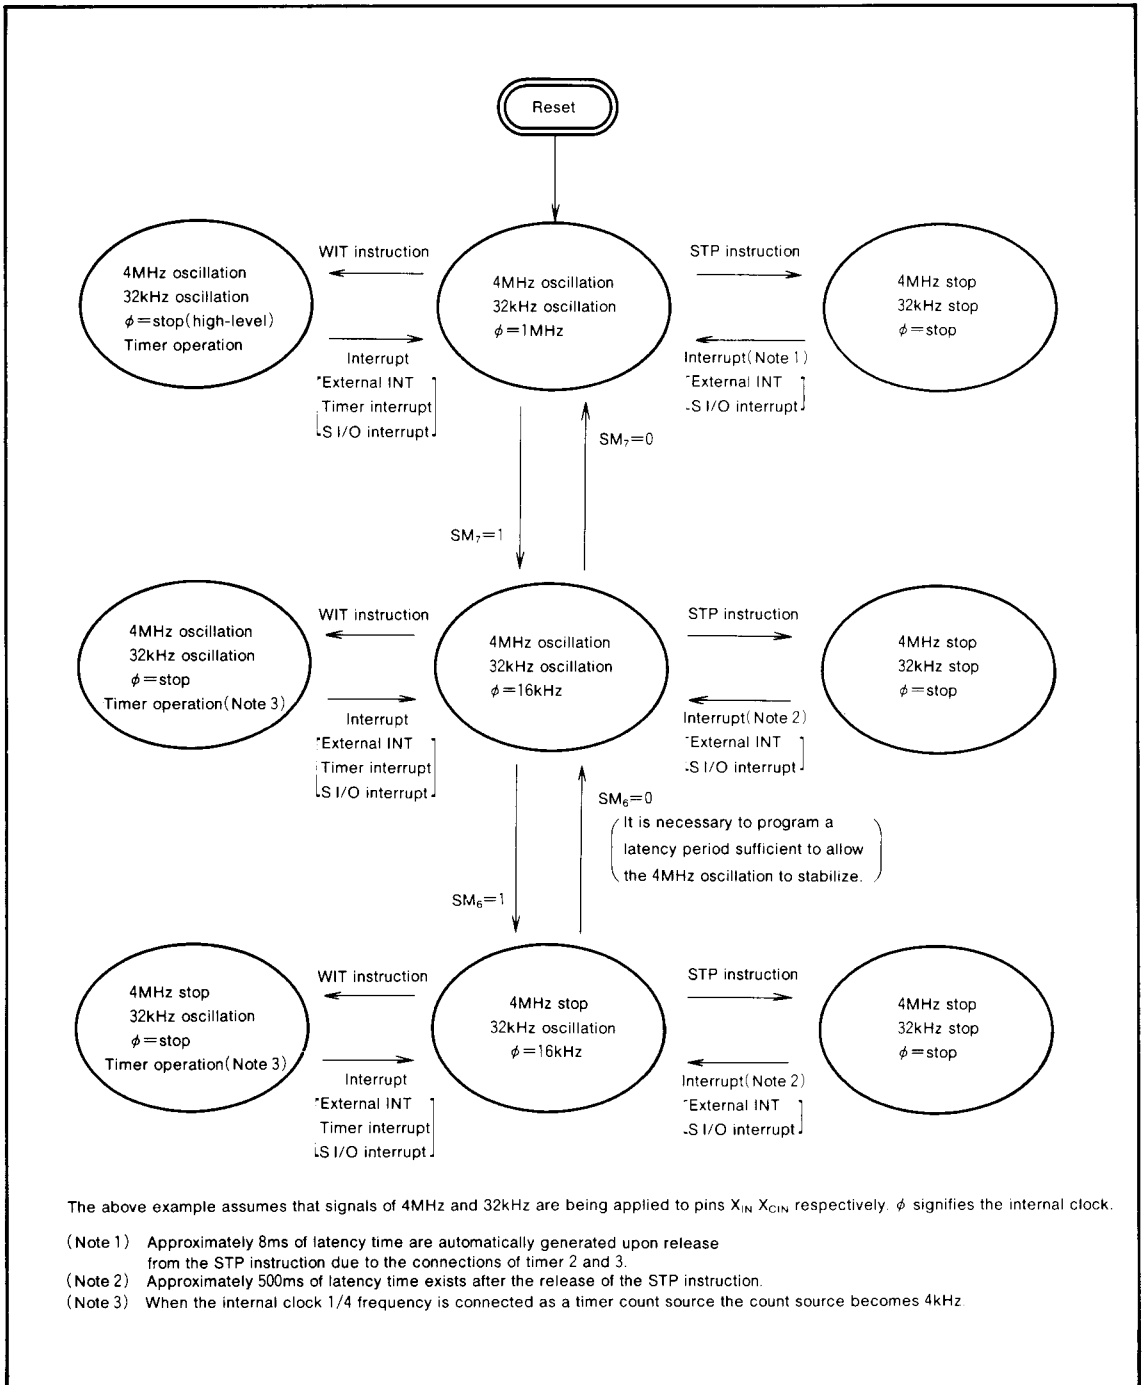 Reset
WIT instruction
STP instruction
4MHz oscillation
32kHz oscillation
φ=stop(high-level)
Timer operation
4MHz oscillation
32kHz oscillation
φ=1MHz
4MHz stop
32kHz stop
φ=stop
Interrupt
External INT
Timer interrupt
S I/O interrupt
Interrupt(Note 1)
External INT
S I/O interrupt
SM₇=0
SM₇=1
WIT instruction
STP instruction
4MHz oscillation
32kHz oscillation
φ=stop
Timer operation(Note 3)
4MHz oscillation
32kHz oscillation
φ=16kHz
4MHz stop
32kHz stop
φ=stop
Interrupt
External INT
Timer interrupt
S I/O interrupt
Interrupt(Note 2)
External INT
S I/O interrupt
SM₆=0
It is necessary to program a
latency period sufficient to allow
the 4MHz oscillation to stabilize.
SM₆=1
WIT instruction
STP instruction
4MHz stop
32kHz oscillation
φ=stop
Timer operation(Note 3)
4MHz stop
32kHz oscillation
φ=16kHz
4MHz stop
32kHz stop
φ=stop
Interrupt
External INT
Timer interrupt
S I/O interrupt
Interrupt(Note 2)
External INT
S I/O interrupt
The above example assumes that signals of 4MHz and 32kHz are being applied to pins X_IN X_CIN respectively. φ signifies the internal clock.
(Note 1) Approximately 8ms of latency time are automatically generated upon release
from the STP instruction due to the connections of timer 2 and 3.
(Note 2) Approximately 500ms of latency time exists after the release of the STP instruction.
(Note 3) When the internal clock 1/4 frequency is connected as a timer count source the count source becomes 4kHz.